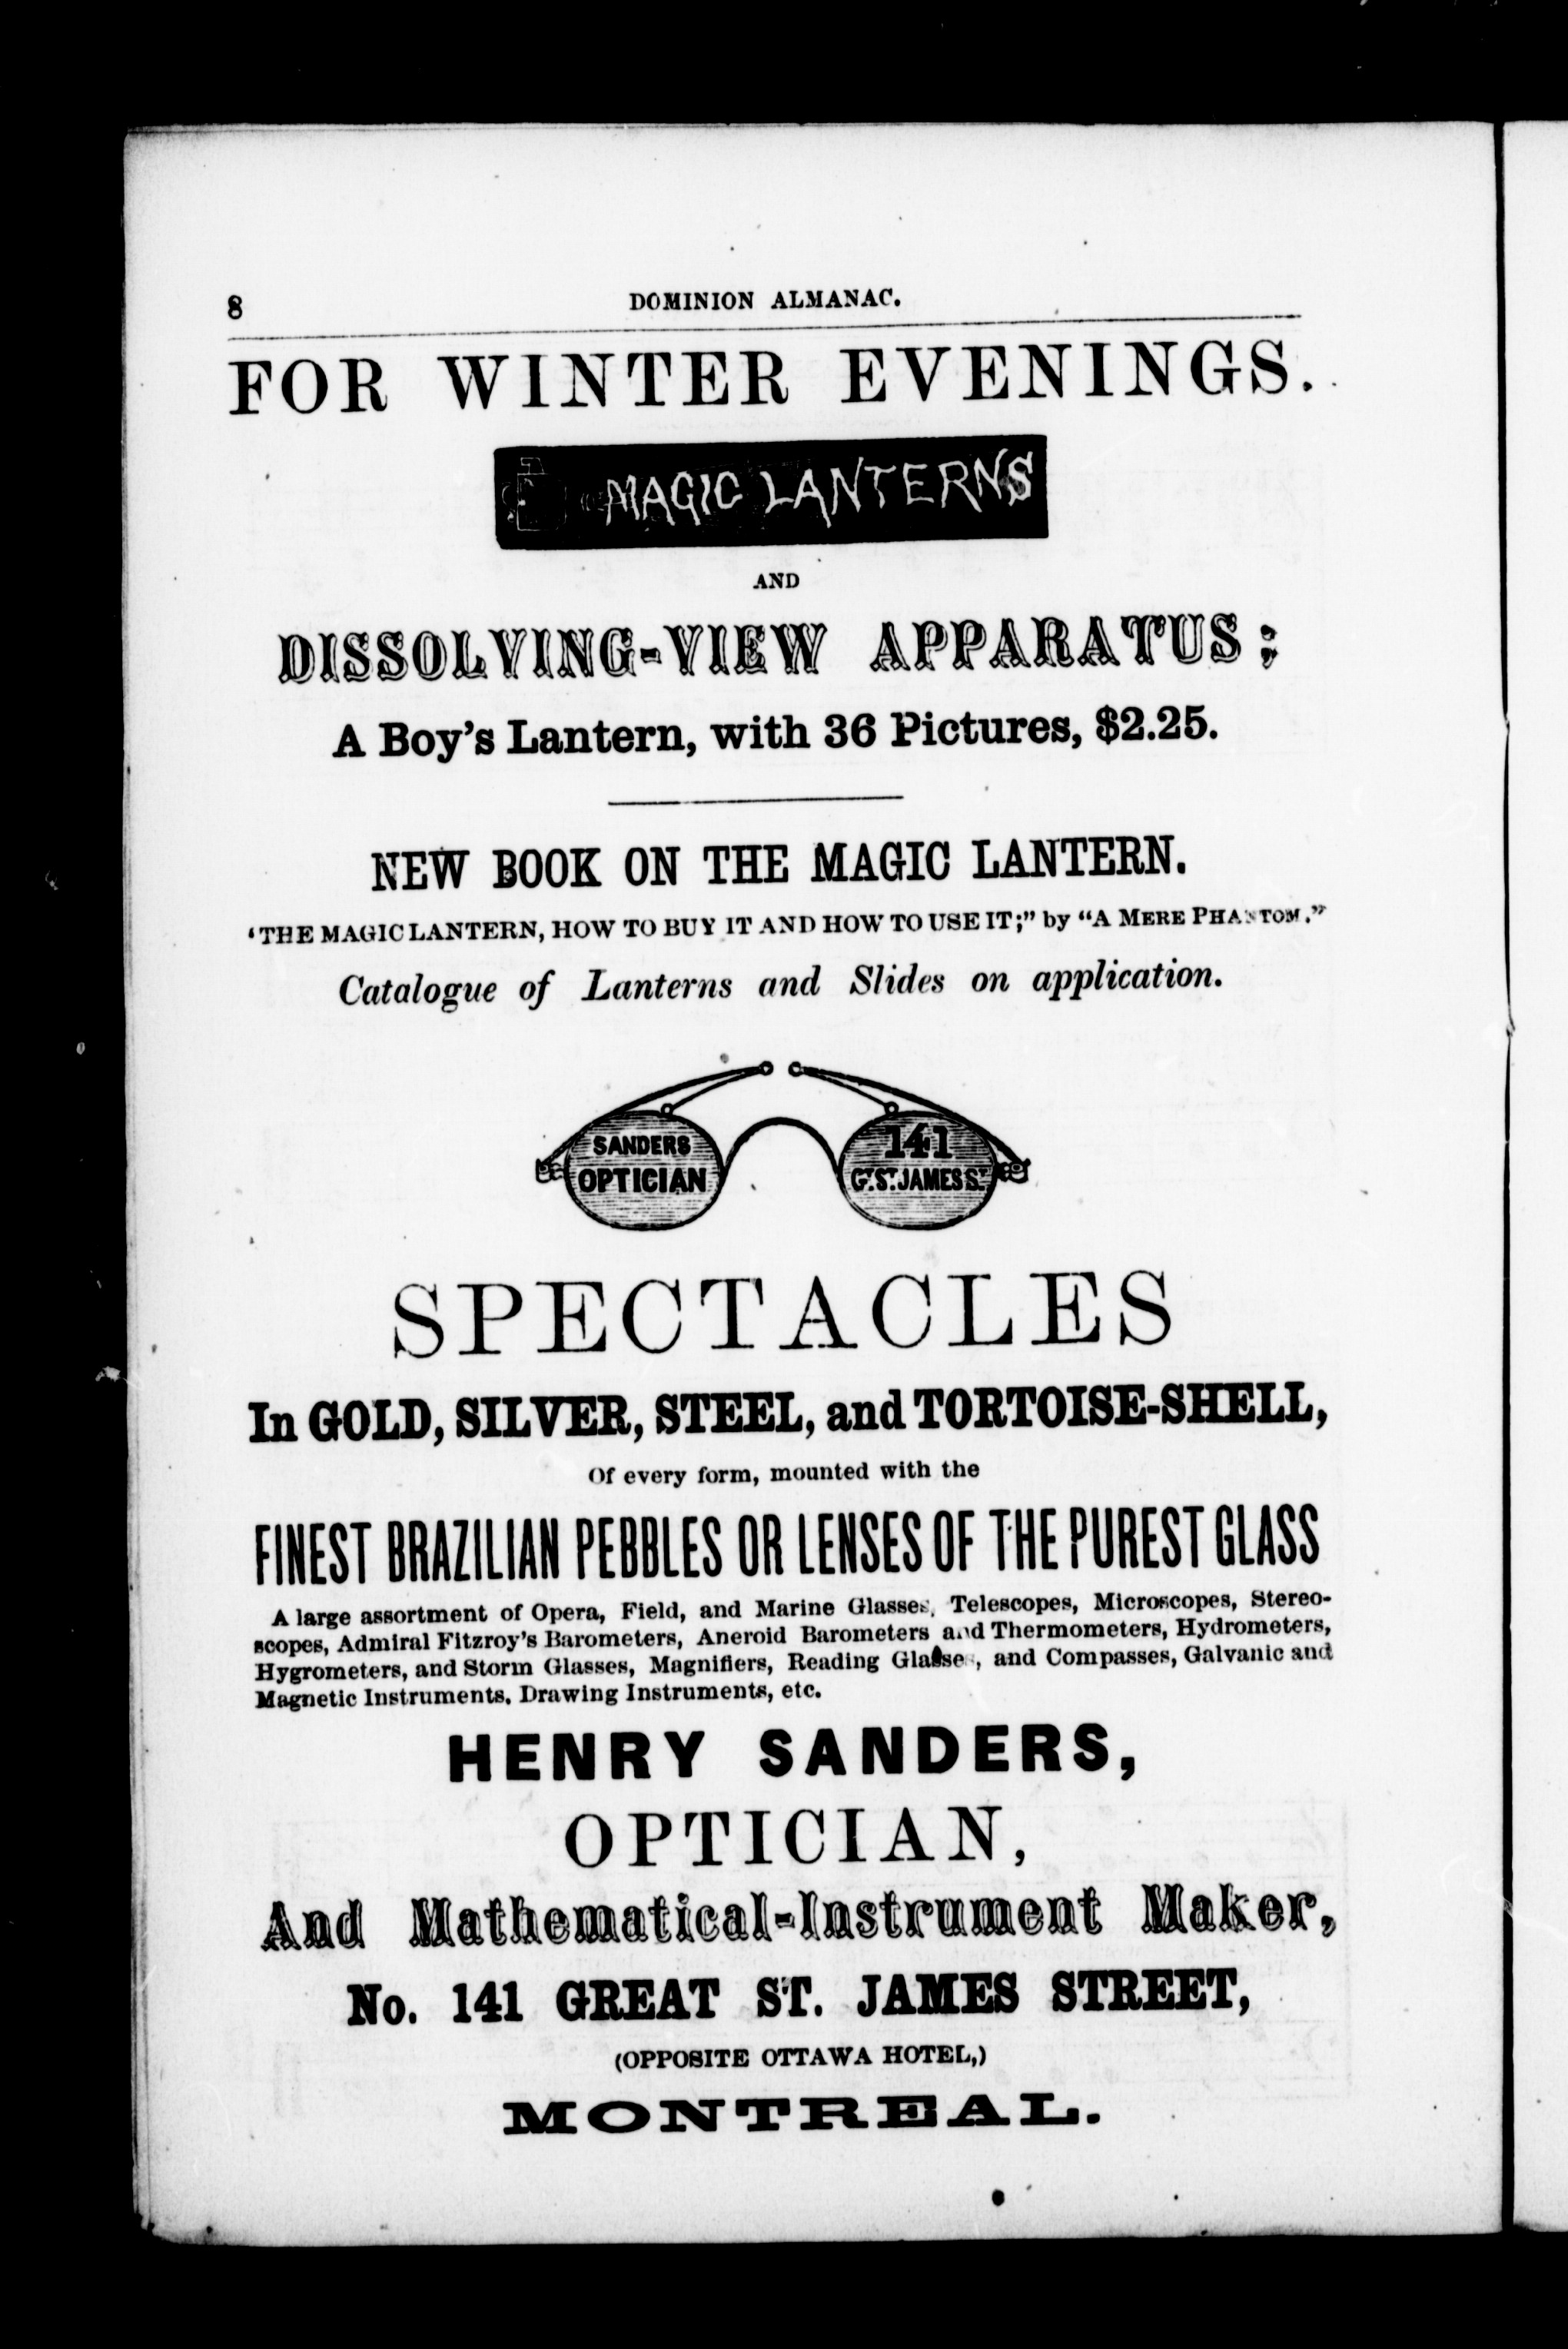 8
DOMINION ALMANAC.
FOR WINTER EVENINGS.
MAGIC LANTERNS
AND
DISSOLVING-VIEW APPARATUS;
A Boy's Lantern, with 36 Pictures, $2.25.
NEW BOOK ON THE MAGIC LANTERN.
‘THE MAGIC LANTERN, HOW TO BUY IT AND HOW TO USE IT;” by “A MERE PHANTOM.”
Catalogue of Lanterns and Slides on application.
SANDERS
OPTICIAN
141
GT. ST. JAMES ST.
SPECTACLES
In GOLD, SILVER, STEEL, and TORTOISE-SHELL,
Of every form, mounted with the
FINEST BRAZILIAN PEBBLES OR LENSES OF THE PUREST GLASS
A large assortment of Opera, Field, and Marine Glasses, Telescopes, Microscopes, Stereo-
scopes, Admiral Fitzroy's Barometers, Aneroid Barometers and Thermometers, Hydrometers,
Hygrometers, and Storm Glasses, Magnifiers, Reading Glasses, and Compasses, Galvanic and
Magnetic Instruments. Drawing Instruments, etc.
HENRY SANDERS,
OPTICIAN,
And Mathematical-Instrument Maker,
No. 141 GREAT ST. JAMES STREET,
(OPPOSITE OTTAWA HOTEL,)
MONTREAL.